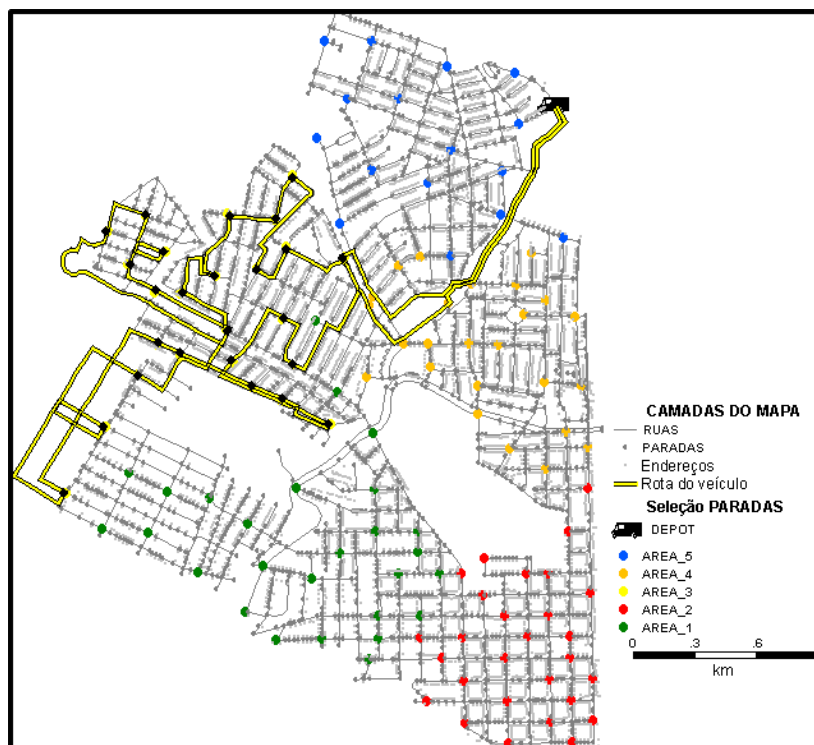 CAMADAS DO MAPA
RUAS
PARADAS
Endereços
Rota do veículo
Seleção PARADAS
DEPOT
AREA_5
AREA_4
AREA_3
AREA_2
AREA_1
0 .3 .6
km